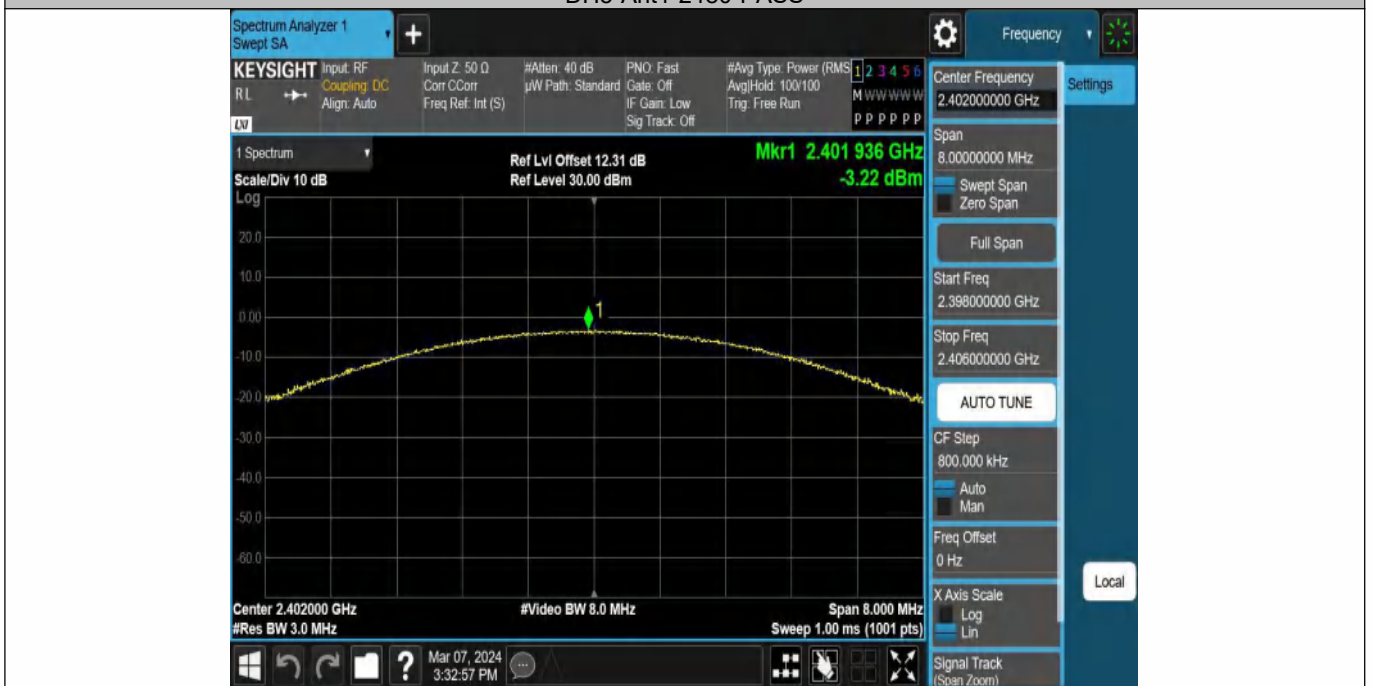 Spectrum Analyzer 1
Swept SA
Frequency
KEYSIGHT
RL
LXI
Input: RF
Coupling: DC
Align: Auto
Input Z: 50 Ω
Corr CCorr
Freq Ref: Int (S)
#Atten: 40 dB
µW Path: Standard
PNO: Fast
Gate: Off
IF Gain: Low
Sig Track: Off
#Avg Type: Power (RMS
Avg|Hold: 100/100
Trig: Free Run
1 2 3 4 5 6
M W W W W W
P P P P P P
1 Spectrum
Scale/Div 10 dB
Log
Ref Lvl Offset 12.31 dB
Ref Level 30.00 dBm
Mkr1 2.401 936 GHz
-3.22 dBm
20.0
10.0
0.00
-10.0
-20.0
-30.0
-40.0
-50.0
-60.0
1
Center 2.402000 GHz
#Res BW 3.0 MHz
#Video BW 8.0 MHz
Span 8.000 MHz
Sweep 1.00 ms (1001 pts)
?
Mar 07, 2024
3:32:57 PM
Center Frequency
2.402000000 GHz
Span
8.00000000 MHz
Swept Span
Zero Span
Full Span
Start Freq
2.398000000 GHz
Stop Freq
2.406000000 GHz
AUTO TUNE
CF Step
800.000 kHz
Auto
Man
Freq Offset
0 Hz
X Axis Scale
Log
Lin
Signal Track
(Span Zoom)
Settings
Local